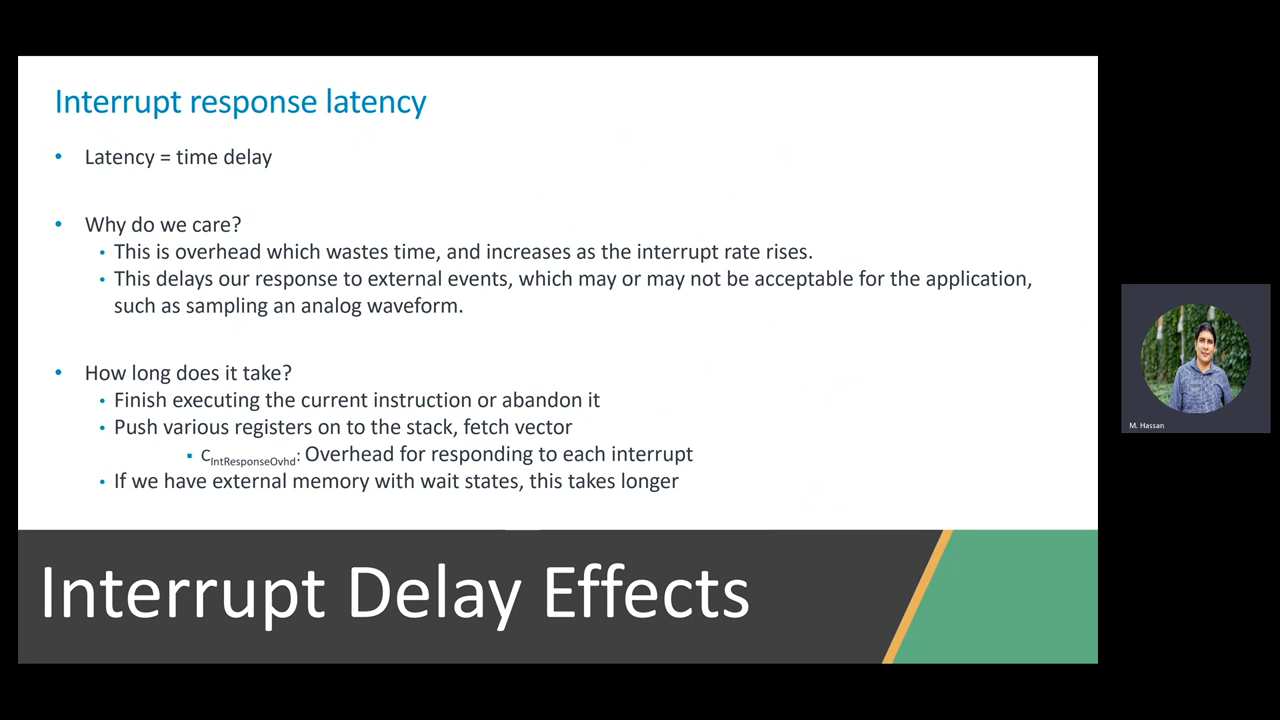 Interrupt response latency
• Latency = time delay
• Why do we care?
• This is overhead which wastes time, and increases as the interrupt rate rises.
• This delays our response to external events, which may or may not be acceptable for the application,
such as sampling an analog waveform.
• How long does it take?
• Finish executing the current instruction or abandon it
• Push various registers on to the stack, fetch vector
▪ CIntResponseOvhd: Overhead for responding to each interrupt
• If we have external memory with wait states, this takes longer
Interrupt Delay Effects
M. Hassan